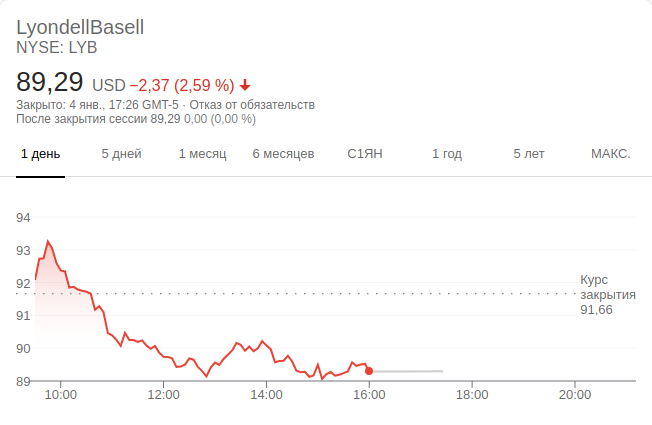 LyondellBasell
NYSE: LYB
89,29 USD −2,37 (2,59 %)
Закрыто: 4 янв., 17:26 GMT-5 · Отказ от обязательств
После закрытия сессии 89,29 0,00 (0,00 %)
1 день 5 дней 1 месяц 6 месяцев С1ЯН 1 год 5 лет МАКС.
94
93
92
91
90
89
Курс
закрытия
91,66
10:00 12:00 14:00 16:00 18:00 20:00